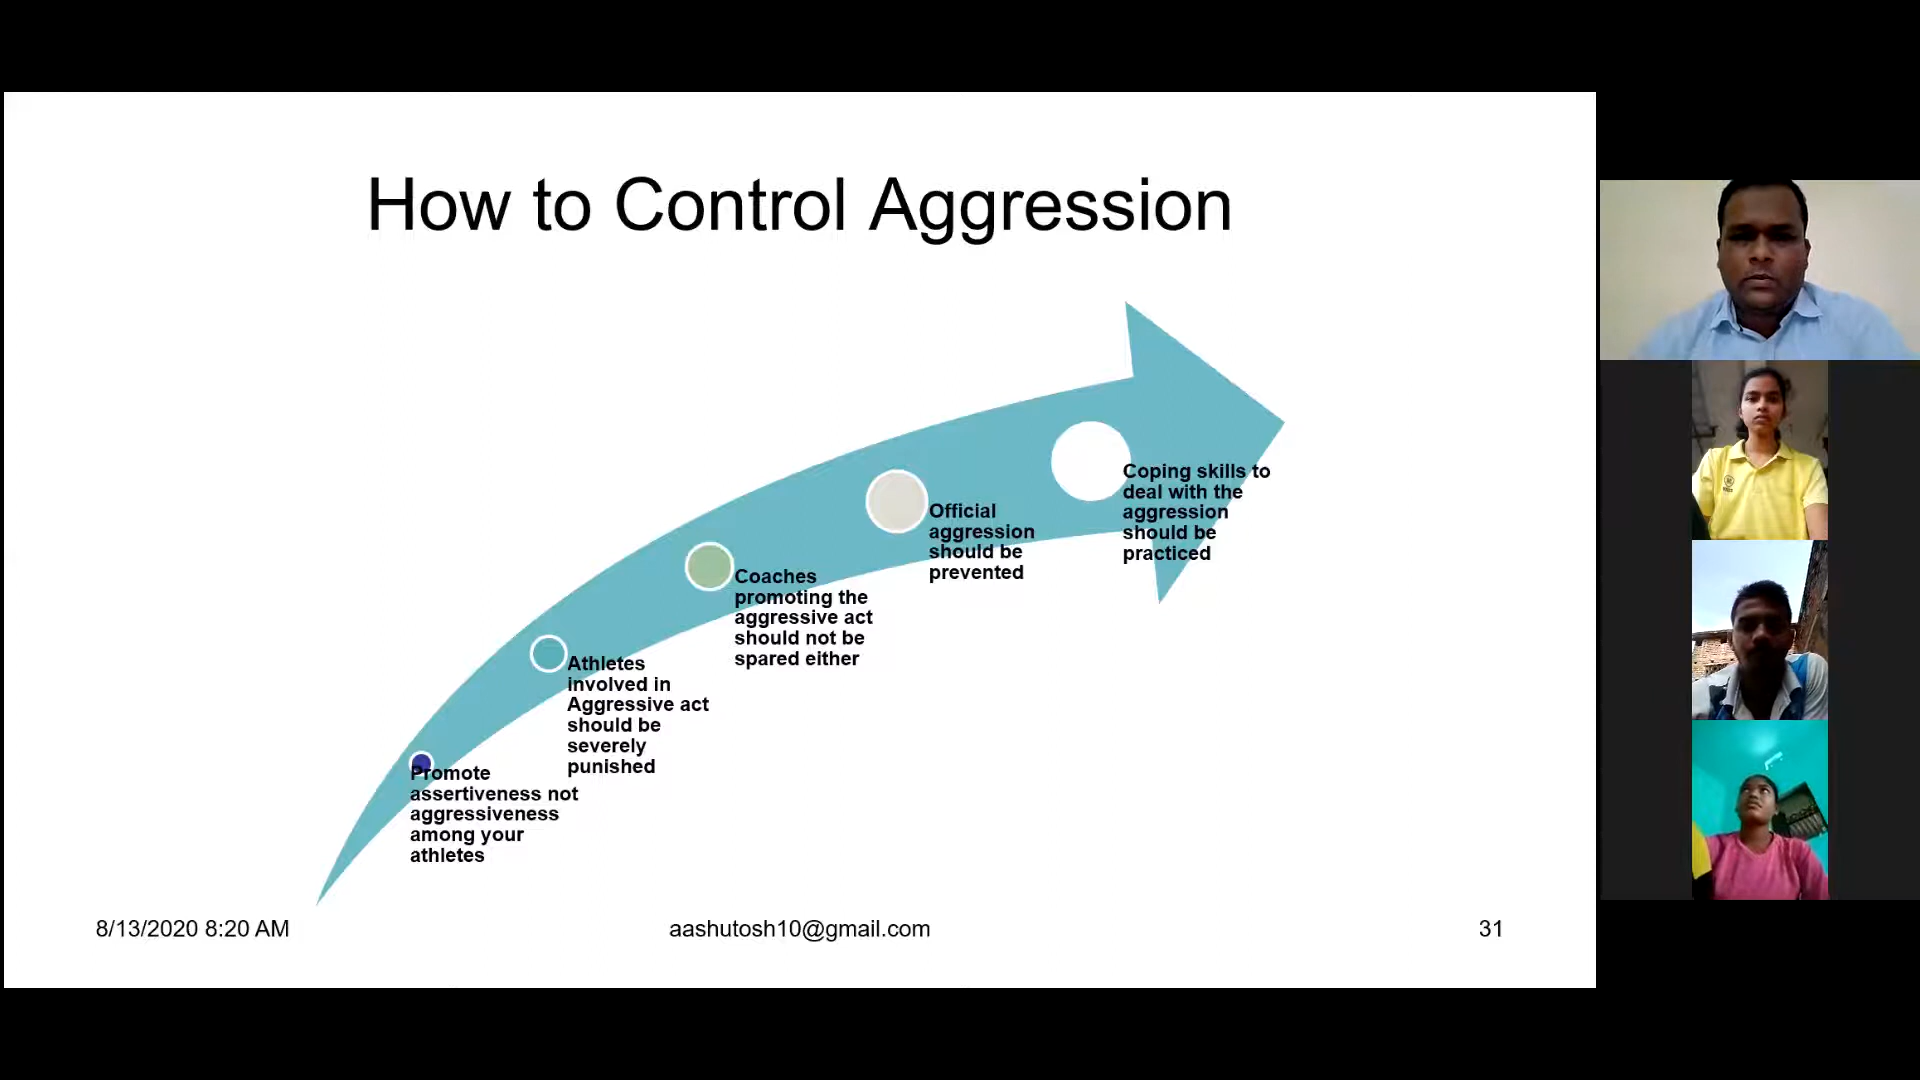 How to Control Aggression
Promote
assertiveness not
aggressiveness
among your
athletes
Athletes
involved in
Aggressive act
should be
severely
punished
Coaches
promoting the
aggressive act
should not be
spared either
Official
aggression
should be
prevented
Coping skills to
deal with the
aggression
should be
practiced
8/13/2020 8:20 AM
aashutosh10@gmail.com
31